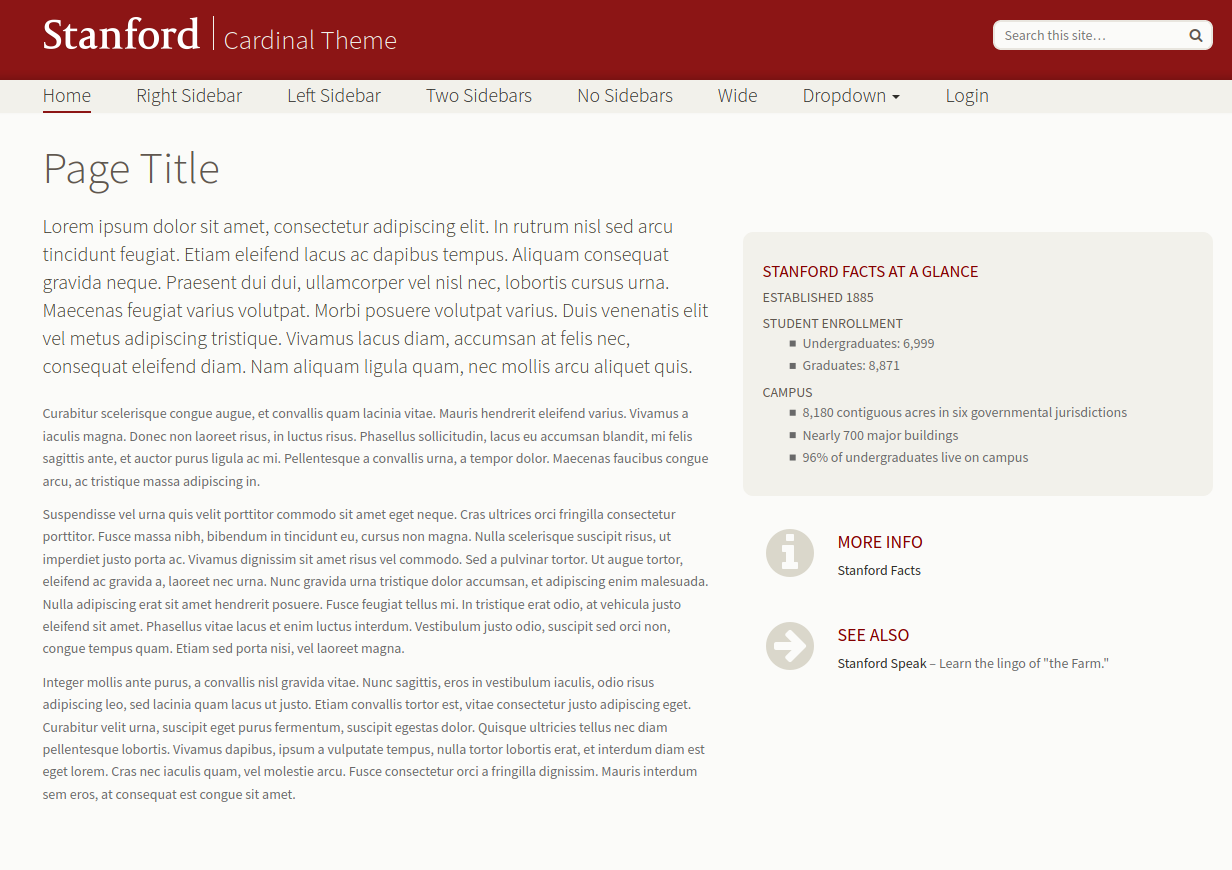 Stanford Cardinal Theme
Search this site…
Home Right Sidebar Left Sidebar Two Sidebars No Sidebars Wide Dropdown Login
Page Title
Lorem ipsum dolor sit amet, consectetur adipiscing elit. In rutrum nisl sed arcu
tincidunt feugiat. Etiam eleifend lacus ac dapibus tempus. Aliquam consequat
gravida neque. Praesent dui dui, ullamcorper vel nisl nec, lobortis cursus urna.
Maecenas feugiat varius volutpat. Morbi posuere volutpat varius. Duis venenatis elit
vel metus adipiscing tristique. Vivamus lacus diam, accumsan at felis nec,
consequat eleifend diam. Nam aliquam ligula quam, nec mollis arcu aliquet quis.
Curabitur scelerisque congue augue, et convallis quam lacinia vitae. Mauris hendrerit eleifend varius. Vivamus a
iaculis magna. Donec non laoreet risus, in luctus risus. Phasellus sollicitudin, lacus eu accumsan blandit, mi felis
sagittis ante, et auctor purus ligula ac mi. Pellentesque a convallis urna, a tempor dolor. Maecenas faucibus congue
arcu, ac tristique massa adipiscing in.
Suspendisse vel urna quis velit porttitor commodo sit amet eget neque. Cras ultrices orci fringilla consectetur
porttitor. Fusce massa nibh, bibendum in tincidunt eu, cursus non magna. Nulla scelerisque suscipit risus, ut
imperdiet justo porta ac. Vivamus dignissim sit amet risus vel commodo. Sed a pulvinar tortor. Ut augue tortor,
eleifend ac gravida a, laoreet nec urna. Nunc gravida urna tristique dolor accumsan, et adipiscing enim malesuada.
Nulla adipiscing erat sit amet hendrerit posuere. Fusce feugiat tellus mi. In tristique erat odio, at vehicula justo
eleifend sit amet. Phasellus vitae lacus et enim luctus interdum. Vestibulum justo odio, suscipit sed orci non,
congue tempus quam. Etiam sed porta nisi, vel laoreet magna.
Integer mollis ante purus, a convallis nisl gravida vitae. Nunc sagittis, eros in vestibulum iaculis, odio risus
adipiscing leo, sed lacinia quam lacus ut justo. Etiam convallis tortor est, vitae consectetur justo adipiscing eget.
Curabitur velit urna, suscipit eget purus fermentum, suscipit egestas dolor. Quisque ultricies tellus nec diam
pellentesque lobortis. Vivamus dapibus, ipsum a vulputate tempus, nulla tortor lobortis erat, et interdum diam est
eget lorem. Cras nec iaculis quam, vel molestie arcu. Fusce consectetur orci a fringilla dignissim. Mauris interdum
sem eros, at consequat est congue sit amet.
STANFORD FACTS AT A GLANCE
ESTABLISHED 1885
STUDENT ENROLLMENT
Undergraduates: 6,999
Graduates: 8,871
CAMPUS
8,180 contiguous acres in six governmental jurisdictions
Nearly 700 major buildings
96% of undergraduates live on campus
MORE INFO
Stanford Facts
SEE ALSO
Stanford Speak – Learn the lingo of "the Farm."